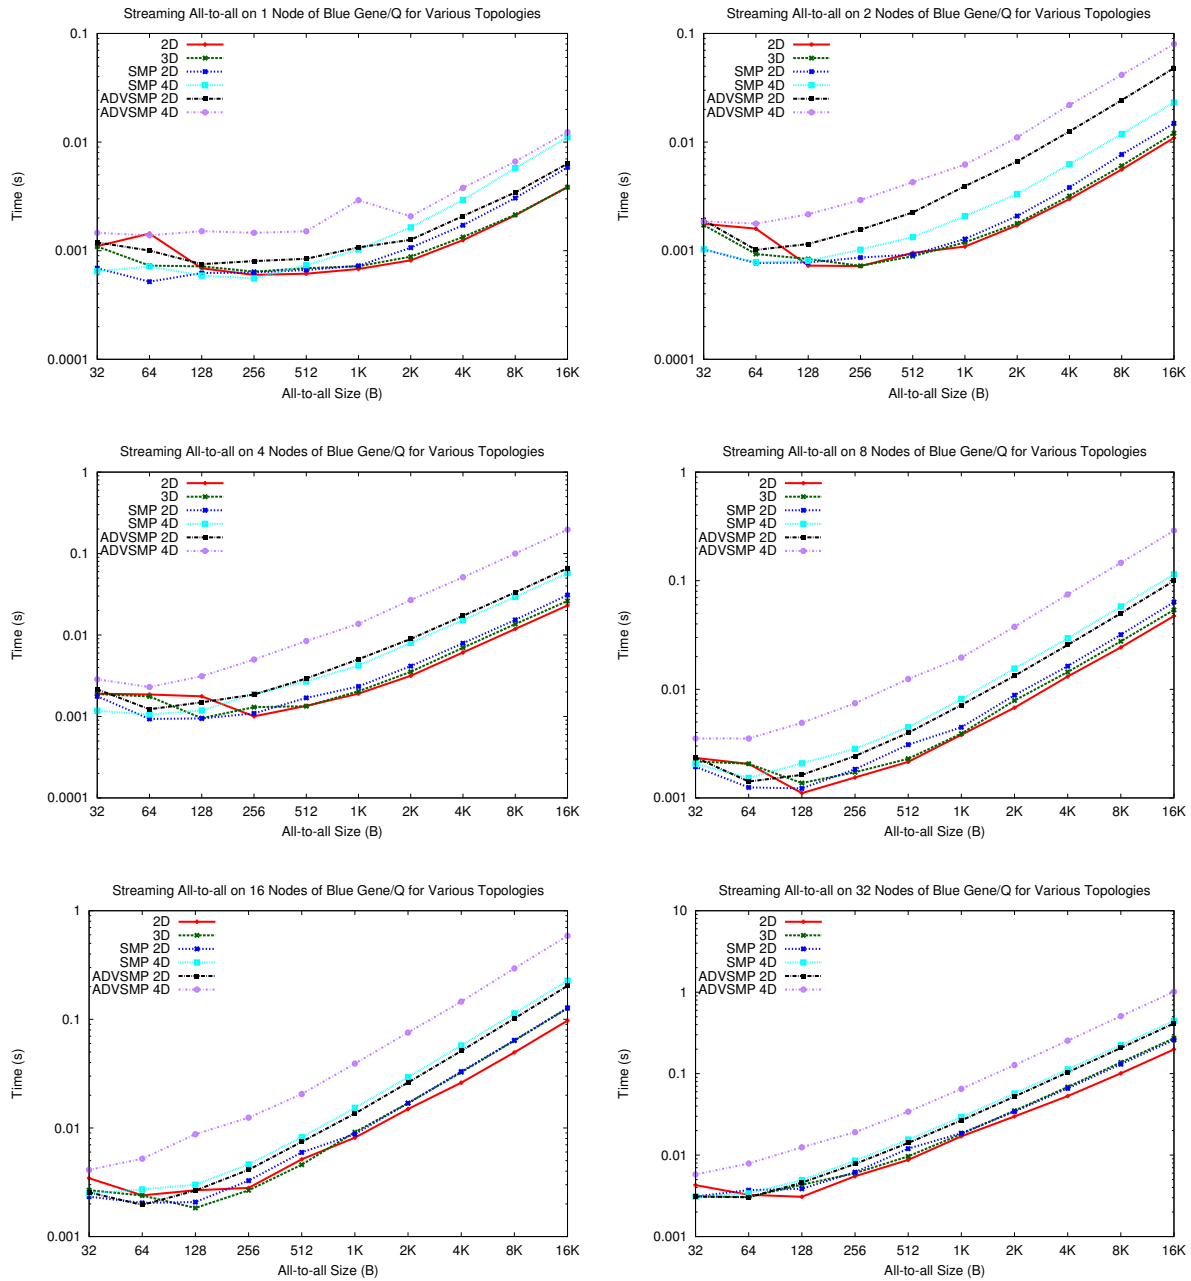 Streaming All-to-all on 1 Node of Blue Gene/Q for Various Topologies
0.1
0.01
0.001
0.0001
Time (s)
2D
3D
SMP 2D
SMP 4D
ADVSMP 2D
ADVSMP 4D
32 64 128 256 512 1K 2K 4K 8K 16K
All-to-all Size (B)
Streaming All-to-all on 2 Nodes of Blue Gene/Q for Various Topologies
0.1
0.01
0.001
0.0001
Time (s)
2D
3D
SMP 2D
SMP 4D
ADVSMP 2D
ADVSMP 4D
32 64 128 256 512 1K 2K 4K 8K 16K
All-to-all Size (B)
Streaming All-to-all on 4 Nodes of Blue Gene/Q for Various Topologies
1
0.1
0.01
0.001
0.0001
Time (s)
2D
3D
SMP 2D
SMP 4D
ADVSMP 2D
ADVSMP 4D
32 64 128 256 512 1K 2K 4K 8K 16K
All-to-all Size (B)
Streaming All-to-all on 8 Nodes of Blue Gene/Q for Various Topologies
1
0.1
0.01
0.001
Time (s)
2D
3D
SMP 2D
SMP 4D
ADVSMP 2D
ADVSMP 4D
32 64 128 256 512 1K 2K 4K 8K 16K
All-to-all Size (B)
Streaming All-to-all on 16 Nodes of Blue Gene/Q for Various Topologies
1
0.1
0.01
0.001
Time (s)
2D
3D
SMP 2D
SMP 4D
ADVSMP 2D
ADVSMP 4D
32 64 128 256 512 1K 2K 4K 8K 16K
All-to-all Size (B)
Streaming All-to-all on 32 Nodes of Blue Gene/Q for Various Topologies
10
1
0.1
0.01
0.001
Time (s)
2D
3D
SMP 2D
SMP 4D
ADVSMP 2D
ADVSMP 4D
32 64 128 256 512 1K 2K 4K 8K 16K
All-to-all Size (B)